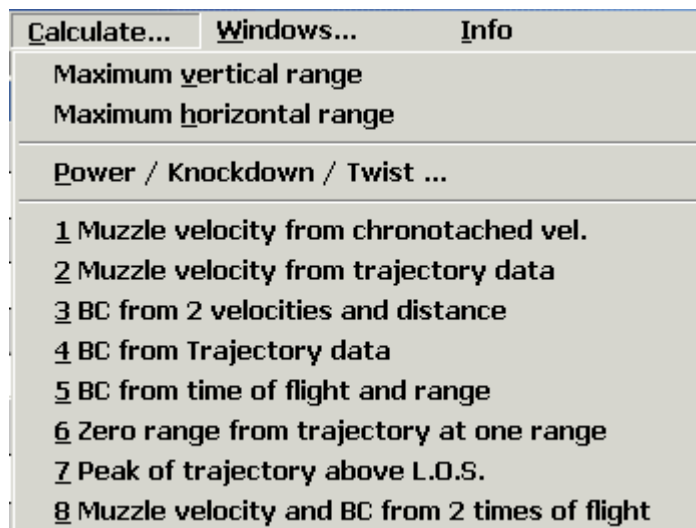 Calculate... Windows... Info
Maximum vertical range
Maximum horizontal range
Power / Knockdown / Twist ...
1 Muzzle velocity from chronotached vel.
2 Muzzle velocity from trajectory data
3 BC from 2 velocities and distance
4 BC from Trajectory data
5 BC from time of flight and range
6 Zero range from trajectory at one range
7 Peak of trajectory above L.O.S.
8 Muzzle velocity and BC from 2 times of flight